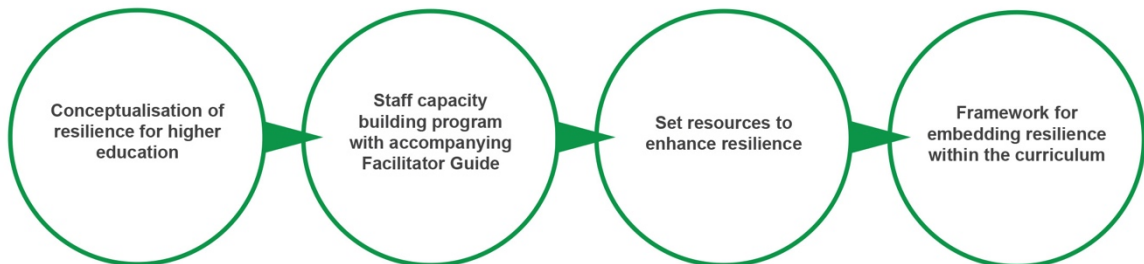 Conceptualisation of
resilience for higher
education
Staff capacity
building program
with accompanying
Facilitator Guide
Set resources to
enhance resilience
Framework for
embedding resilience
within the curriculum